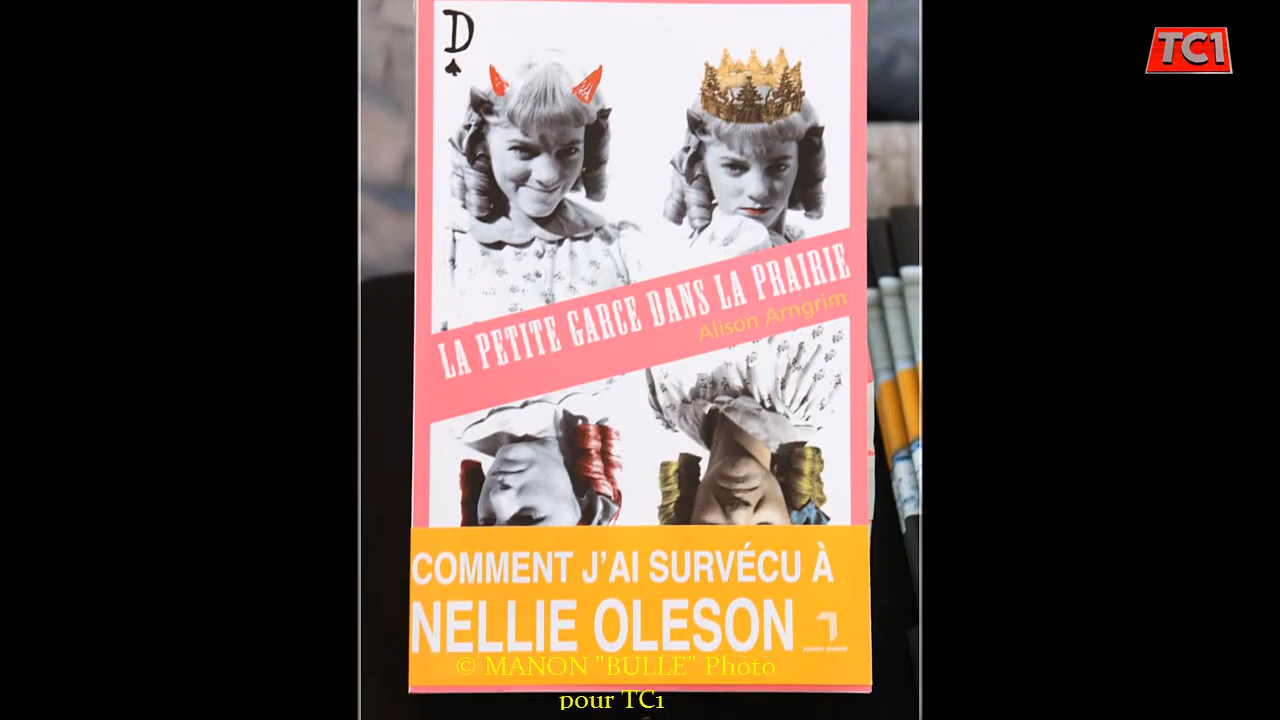 TC1
D
LA PETITE GARCE DANS LA PRAIRIE
Alison Arngrim
COMMENT J'AI SURVÉCU À
NELLIE OLESON
© MANON "BULLE" Photo
pour TC1